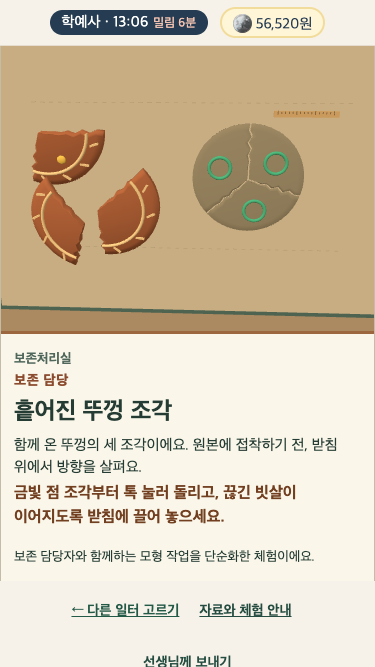 학예사 · 13:06 밀림 6분
56,520원
보존처리실
보존 담당
흩어진 뚜껑 조각
함께 온 뚜껑의 세 조각이에요. 원본에 접착하기 전, 받침
위에서 방향을 살펴요.
금빛 점 조각부터 톡 눌러 돌리고, 끊긴 빗살이
이어지도록 받침에 끌어 놓으세요.
보존 담당자와 함께하는 모형 작업을 단순화한 체험이에요.
← 다른 일터 고르기 자료와 체험 안내
선생님께 보내기